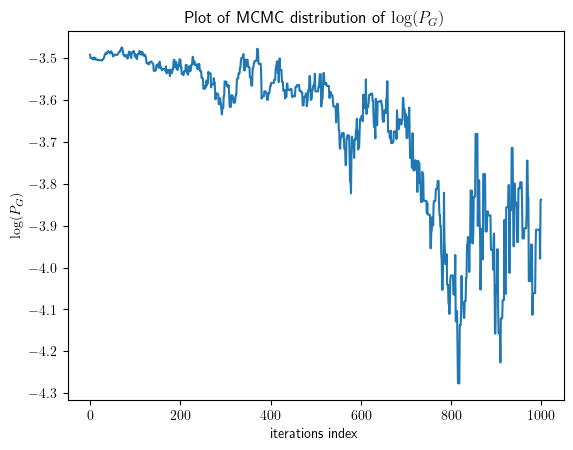 Plot of MCMC distribution of log(P_G)
log(P_G)
−3.5
−3.6
−3.7
−3.8
−3.9
−4.0
−4.1
−4.2
−4.3
0 200 400 600 800 1000
iterations index